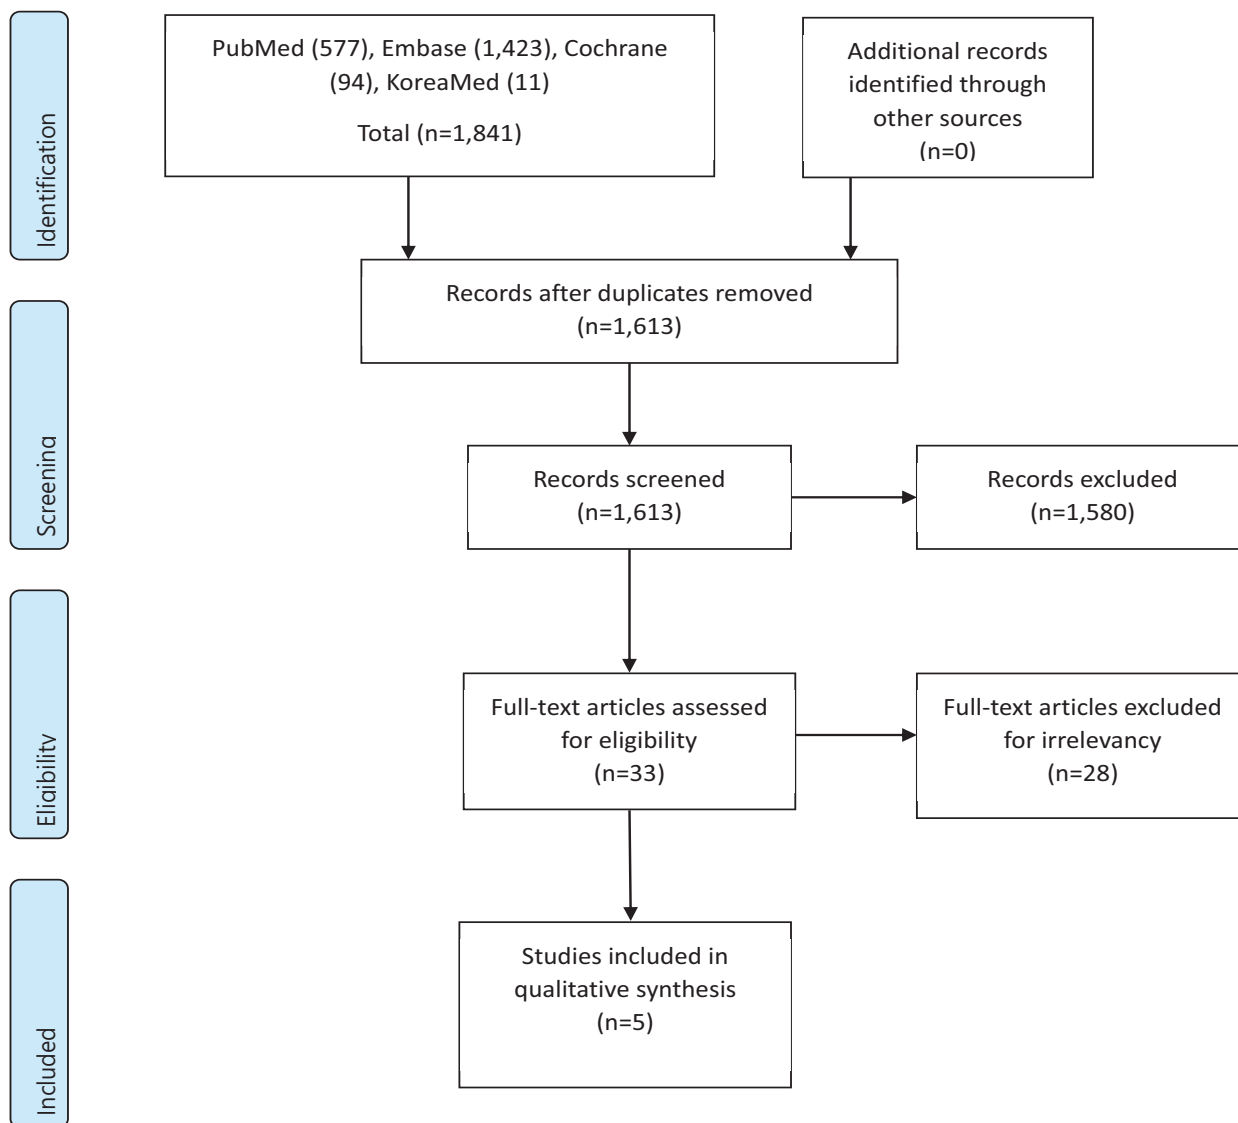 Identification
PubMed (577), Embase (1,423), Cochrane
(94), KoreaMed (11)
Total (n=1,841)
Additional records
identified through
other sources
(n=0)
Records after duplicates removed
(n=1,613)
Screening
Records screened
(n=1,613)
Records excluded
(n=1,580)
Eligibility
Full-text articles assessed
for eligibility
(n=33)
Full-text articles excluded
for irrelevancy
(n=28)
Included
Studies included in
qualitative synthesis
(n=5)